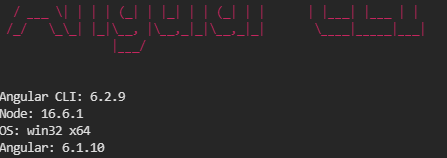 Angular CLI: 6.2.9
Node: 16.6.1
OS: win32 x64
Angular: 6.1.10